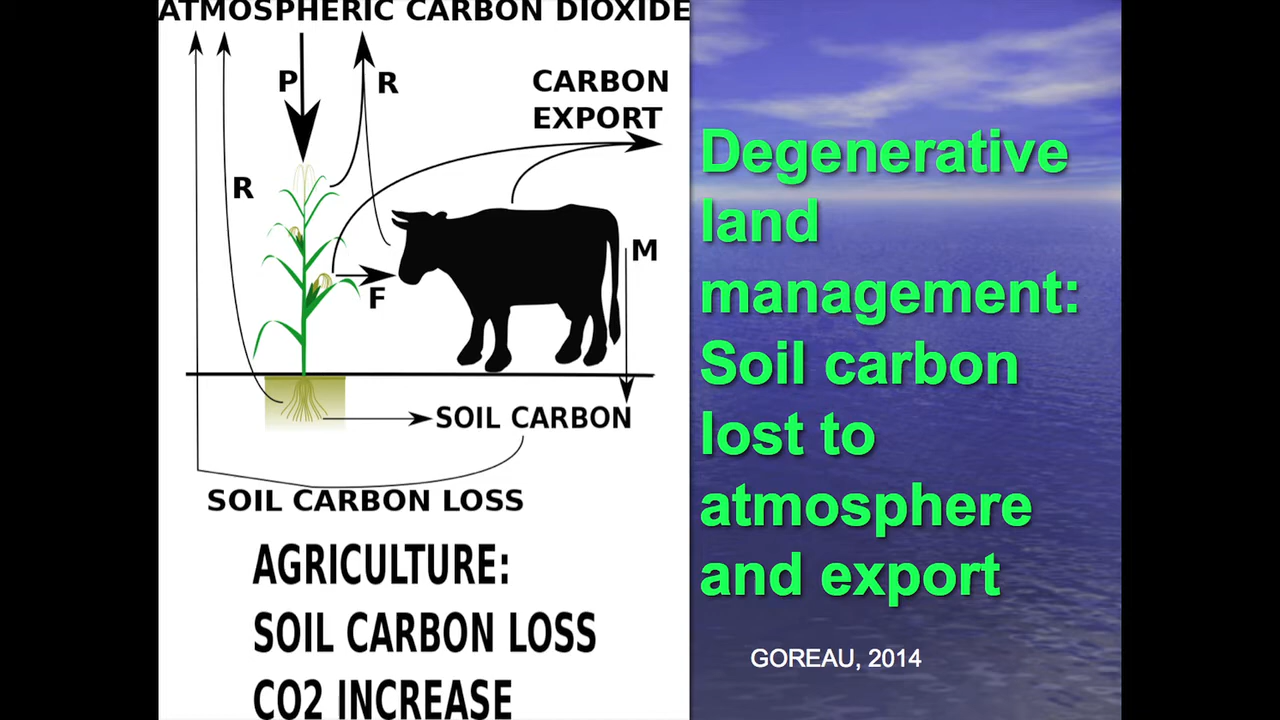 ATMOSPHERIC CARBON DIOXIDE
P
R
CARBON
EXPORT
R
M
F
SOIL CARBON
SOIL CARBON LOSS
AGRICULTURE:
SOIL CARBON LOSS
CO2 INCREASE
Degenerative
land
management:
Soil carbon
lost to
atmosphere
and export
GOREAU, 2014